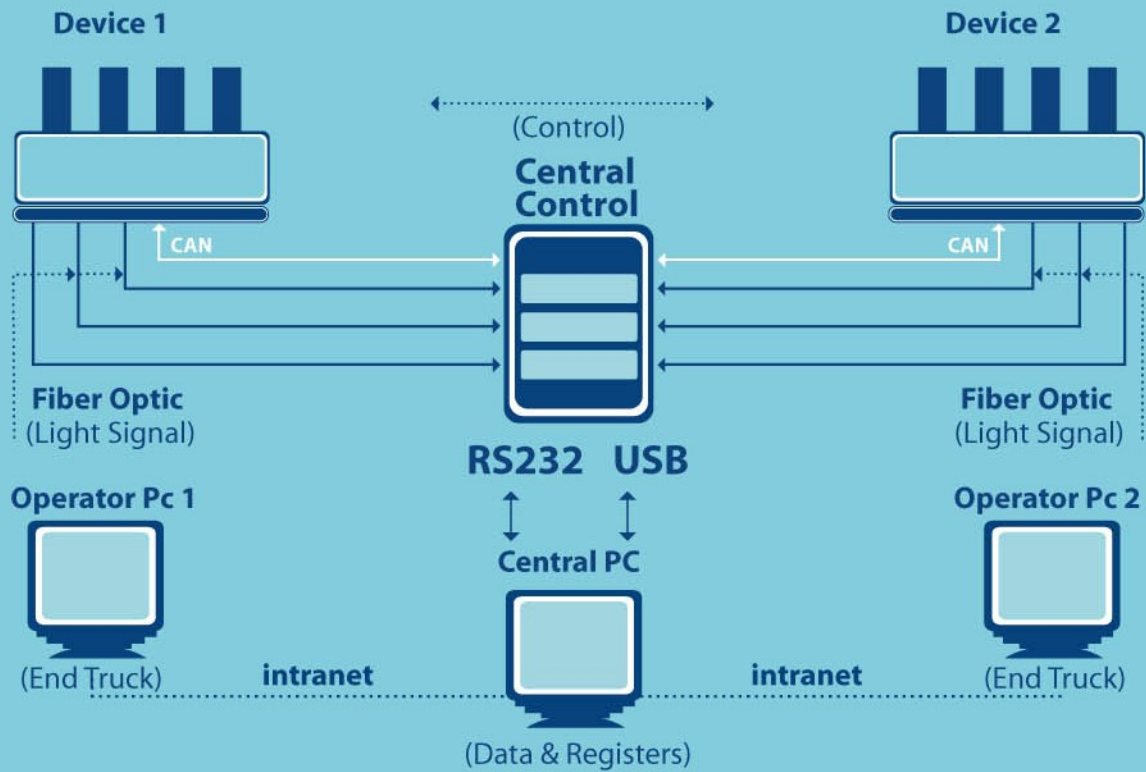 Device 1
Device 2
(Control)
Central
Control
CAN
CAN
Fiber Optic
(Light Signal)
Fiber Optic
(Light Signal)
RS232 USB
Operator Pc 1
Operator Pc 2
Central PC
(End Truck)
intranet
intranet
(End Truck)
(Data & Registers)